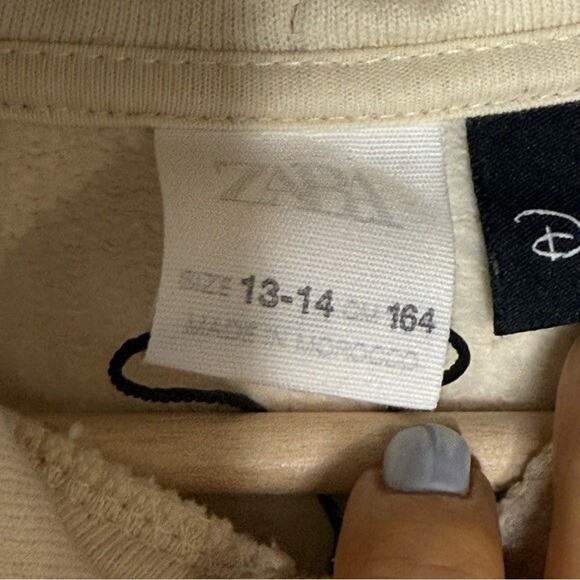 ZARA
SIZE 13-14 CM 164
MADE IN MOROCCO
D